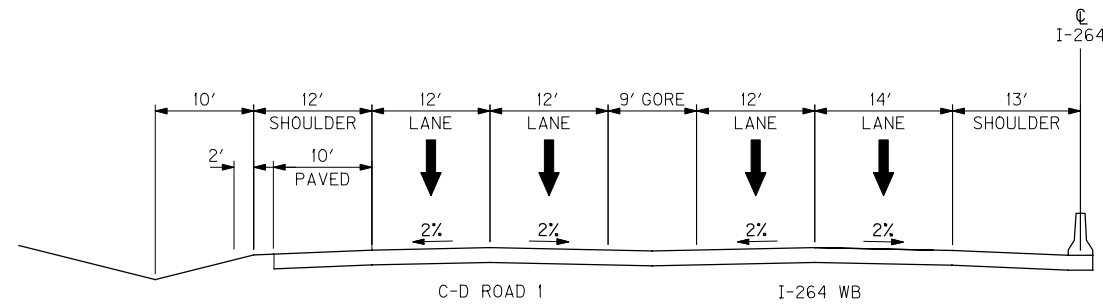 ℄
I-264
10' 12' 12' 12' 9' GORE 12' 14' 13'
SHOULDER LANE LANE LANE LANE SHOULDER
2' 10'
PAVED
2% 2% 2% 2%
C-D ROAD 1 I-264 WB